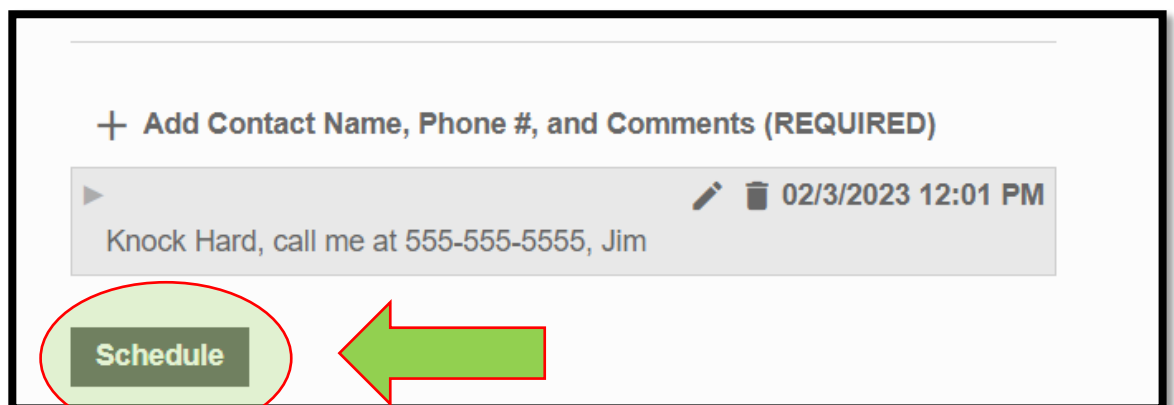 + Add Contact Name, Phone #, and Comments (REQUIRED)
02/3/2023 12:01 PM
Knock Hard, call me at 555-555-5555, Jim
Schedule